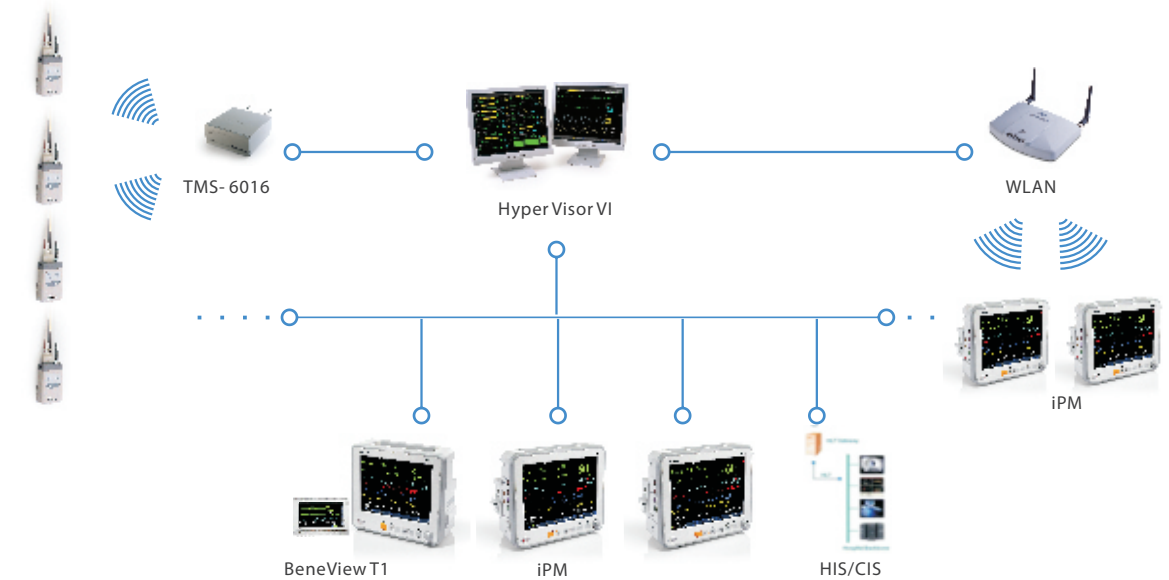 TMS- 6016
Hyper Visor VI
WLAN
iPM
BeneView T1
iPM
HIS/CIS